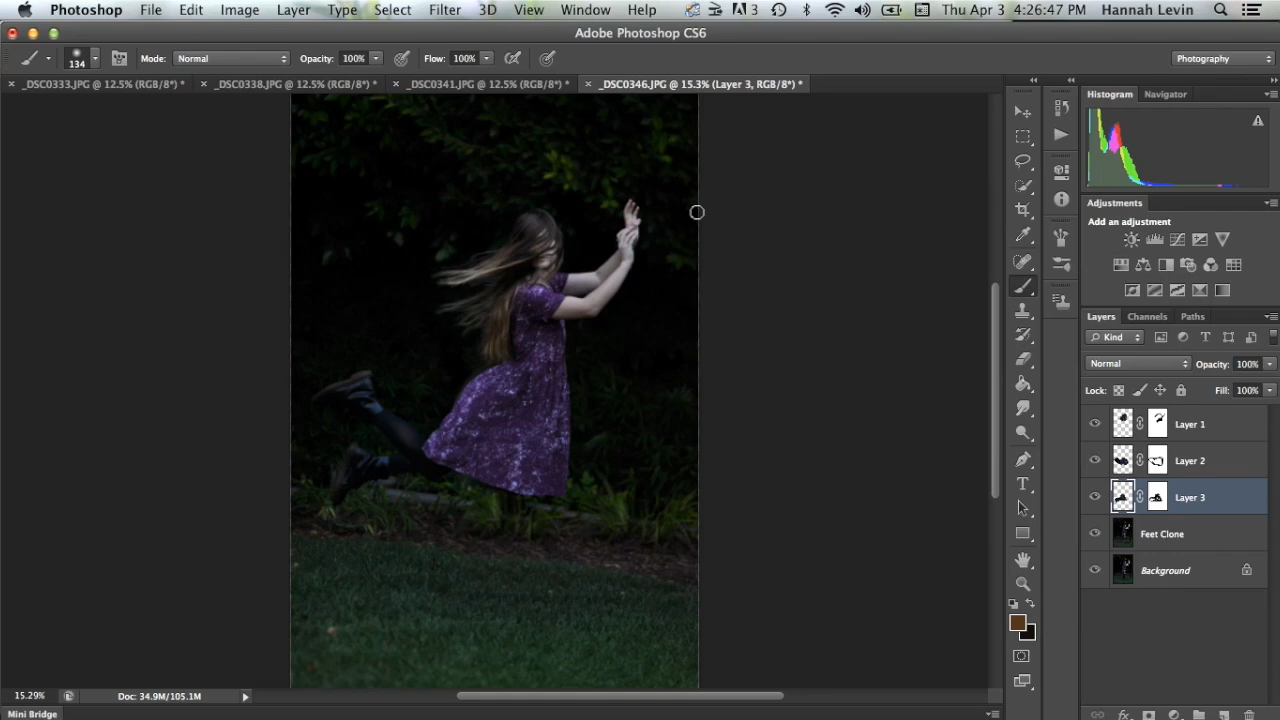 Photoshop File Edit Image Layer Type Select Filter 3D View Window Help 3 Thu Apr 3 4:26:47 PM Hannah Levin
Adobe Photoshop CS6
134 Mode: Normal Opacity: 100% Flow: 100% Photography
× _DSC0333.JPG @ 12.5% (RGB/8*) * × _DSC0338.JPG @ 12.5% (RGB/8*) * × _DSC0341.JPG @ 12.5% (RGB/8*) * × _DSC0346.JPG @ 15.3% (Layer 3, RGB/8*) *
Histogram Navigator
Adjustments
Add an adjustment
Layers Channels Paths
Kind
Normal Opacity: 100%
Lock: Fill: 100%
Layer 1
Layer 2
Layer 3
Feet Clone
Background
15.29% Doc: 34.9M/105.1M
Mini Bridge